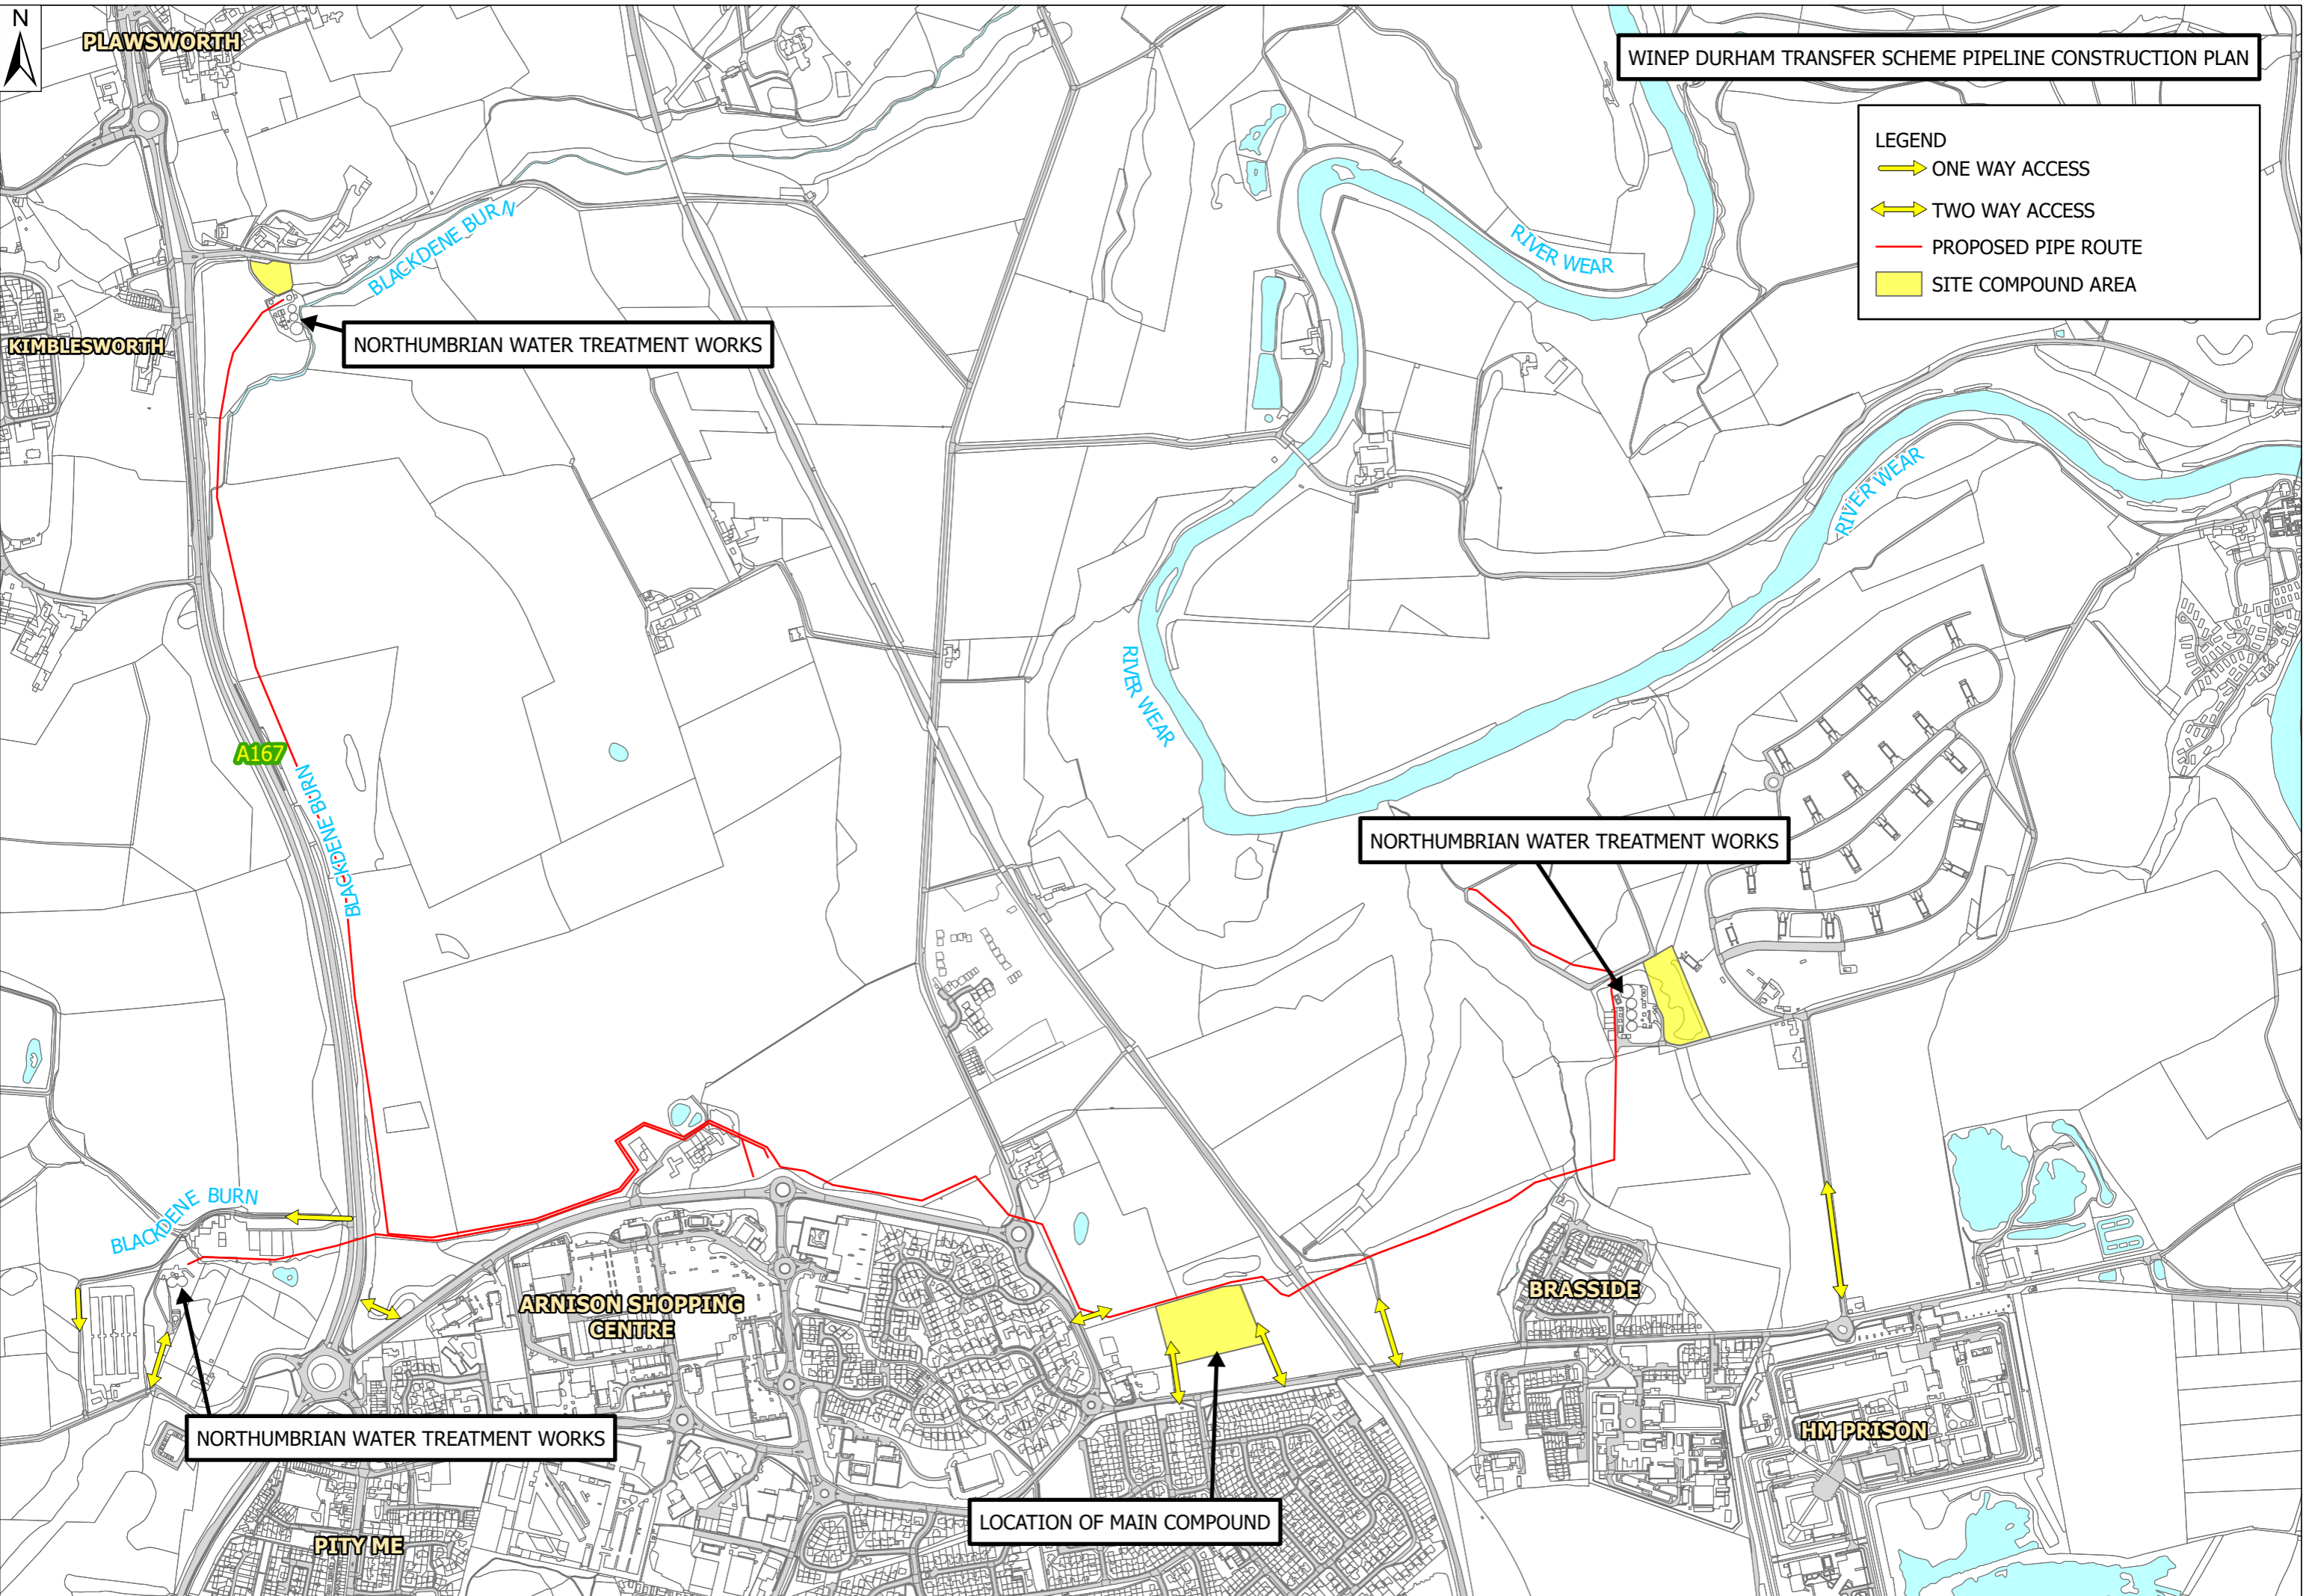 N
PLAWSWORTH
WINEP DURHAM TRANSFER SCHEME PIPELINE CONSTRUCTION PLAN
LEGEND
ONE WAY ACCESS
TWO WAY ACCESS
PROPOSED PIPE ROUTE
SITE COMPOUND AREA
BLACKDENE BURN
RIVER WEAR
NORTHUMBRIAN WATER TREATMENT WORKS
KIMBLESWORTH
RIVER WEAR
RIVER WEAR
A167
BLACKDENE BURN
NORTHUMBRIAN WATER TREATMENT WORKS
BLACKDENE BURN
ARNISON SHOPPING
CENTRE
BRASSIDE
NORTHUMBRIAN WATER TREATMENT WORKS
HM PRISON
LOCATION OF MAIN COMPOUND
PITY ME